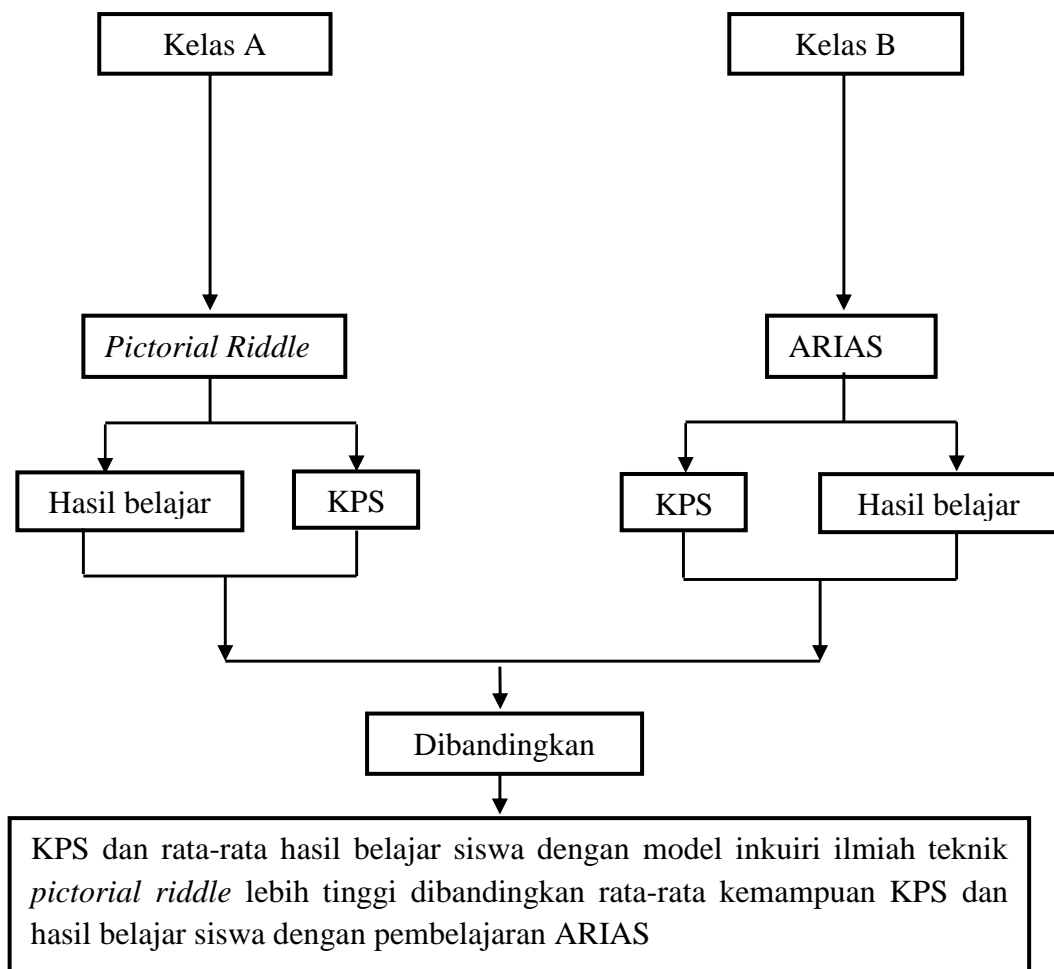 Kelas A
Kelas B
Pictorial Riddle
ARIAS
Hasil belajar
KPS
KPS
Hasil belajar
Dibandingkan
KPS dan rata-rata hasil belajar siswa dengan model inkuiri ilmiah teknik
pictorial riddle lebih tinggi dibandingkan rata-rata kemampuan KPS dan
hasil belajar siswa dengan pembelajaran ARIAS